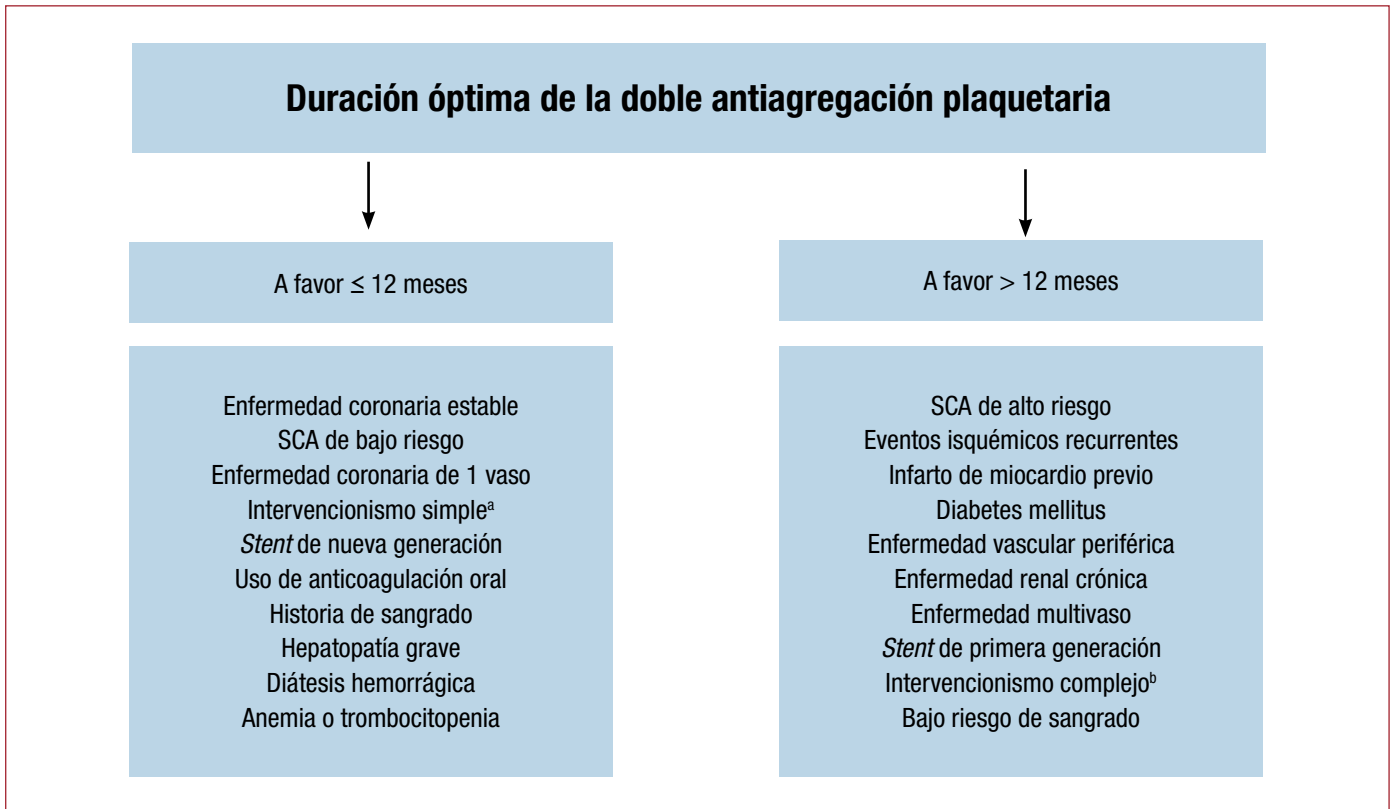 Duración óptima de la doble antiagregación plaquetaria
A favor ≤ 12 meses
Enfermedad coronaria estable
SCA de bajo riesgo
Enfermedad coronaria de 1 vaso
Intervencionismo simpleª
Stent de nueva generación
Uso de anticoagulación oral
Historia de sangrado
Hepatopatía grave
Diátesis hemorrágica
Anemia o trombocitopenia
A favor > 12 meses
SCA de alto riesgo
Eventos isquémicos recurrentes
Infarto de miocardio previo
Diabetes mellitus
Enfermedad vascular periférica
Enfermedad renal crónica
Enfermedad multivaso
Stent de primera generación
Intervencionismo complejoᵇ
Bajo riesgo de sangrado